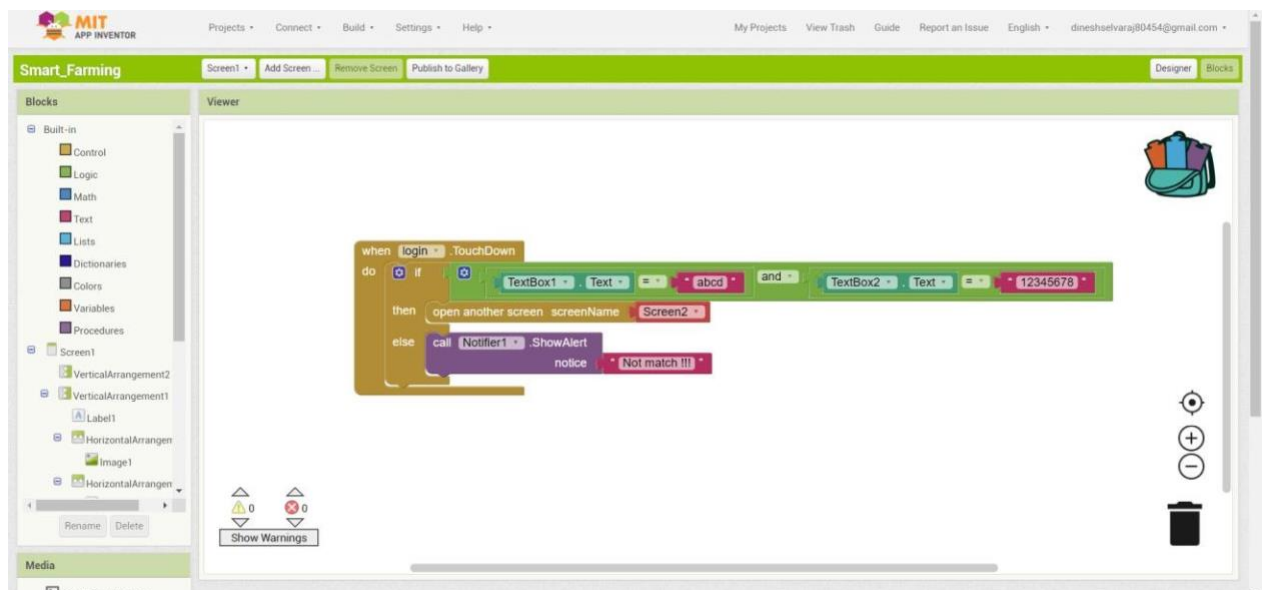 MIT
APP INVENTOR
Projects Connect Build Settings Help My Projects View Trash Guide Report an Issue English dineshselvaraj80454@gmail.com
Smart_Farming Screen1 Add Screen ... Remove Screen Publish to Gallery Designer Blocks
Blocks Viewer
Built-in
Control
Logic
Math
Text
Lists
Dictionaries
Colors
Variables
Procedures
Screen1
VerticalArrangement2
VerticalArrangement1
Label1
HorizontalArrangen
Image1
HorizontalArrangen
Rename Delete
Media
when login .TouchDown
do if TextBox1 . Text = " abcd " and TextBox2 . Text = " 12345678 "
then open another screen screenName Screen2
else call Notifier1 .ShowAlert
notice " Not match !!! "
0 0
Show Warnings